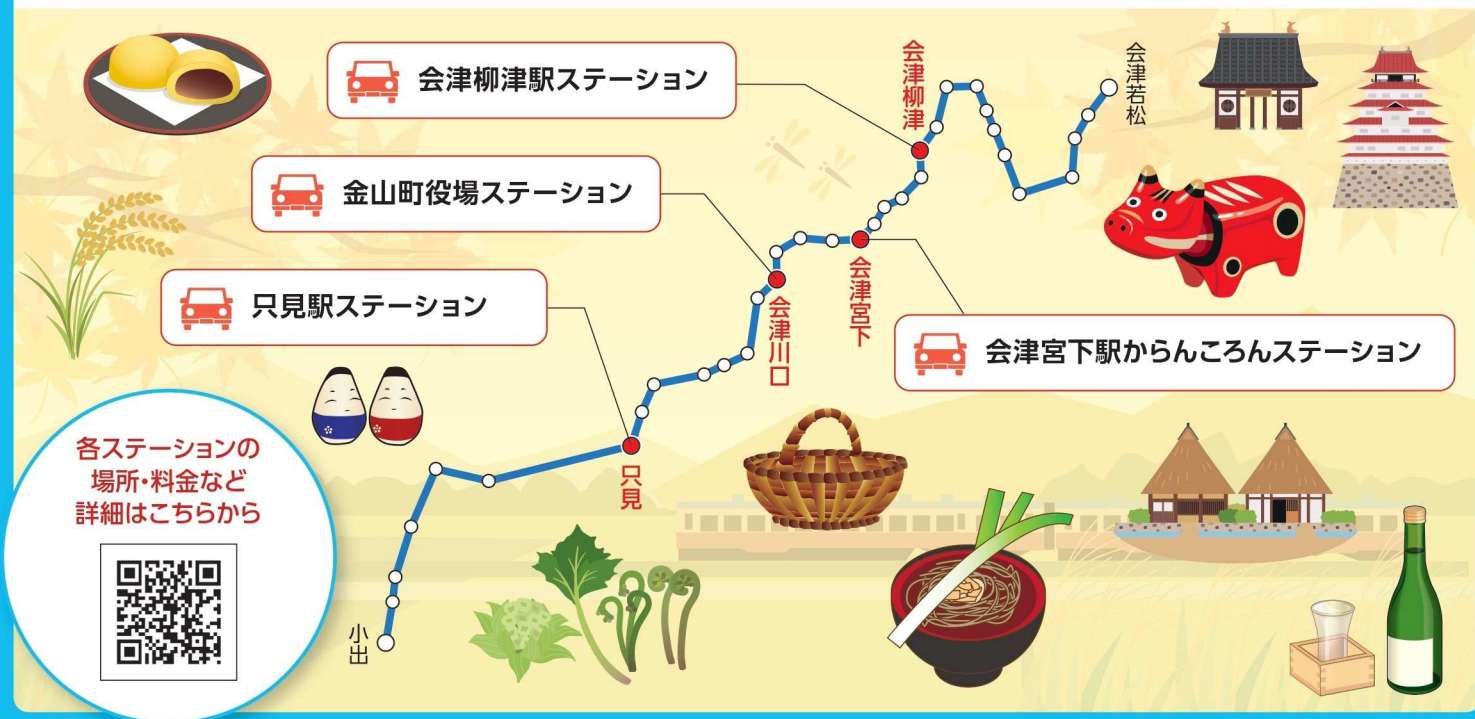 会津柳津駅ステーション
会津柳津
会津若松
金山町役場ステーション
只見駅ステーション
会津川口
会津宮下
会津宮下駅からんころんステーション
只見
各ステーションの
場所・料金など
詳細はこちらから
小出